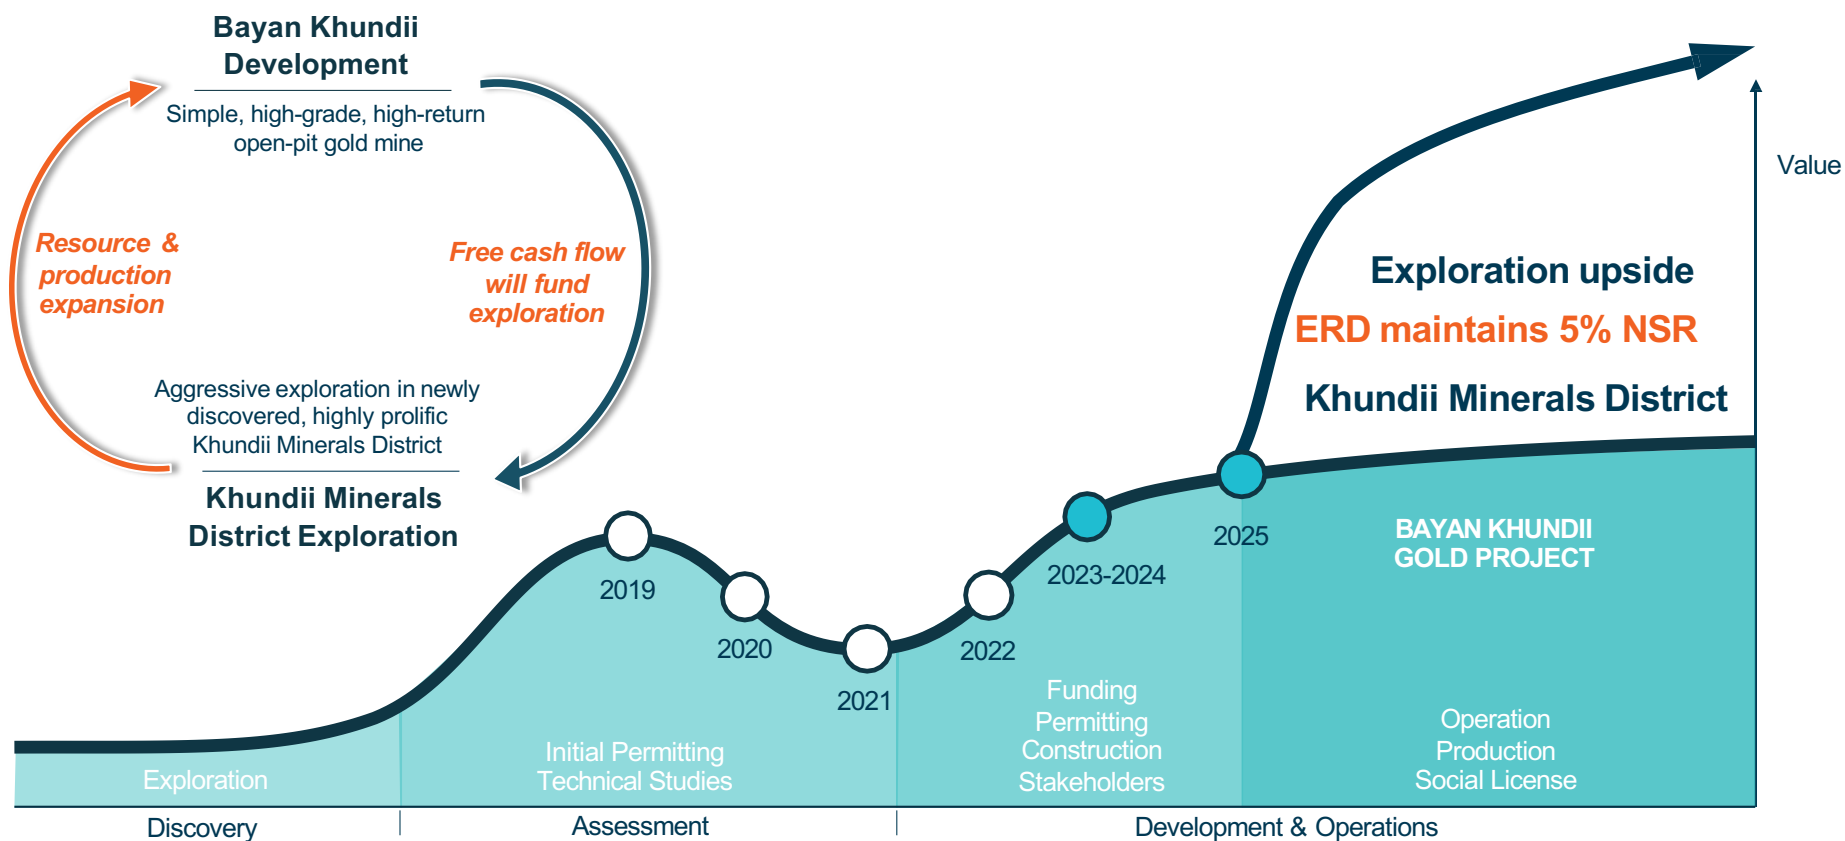 Bayan Khundii
Development
Simple, high-grade, high-return
open-pit gold mine
Resource &
production
expansion
Free cash flow
will fund
exploration
Aggressive exploration in newly
discovered, highly prolific
Khundii Minerals District
Khundii Minerals
District Exploration
Value
Exploration upside
ERD maintains 5% NSR
Khundii Minerals District
2019
2020
2021
2022
2023-2024
2025
BAYAN KHUNDII
GOLD PROJECT
Exploration
Initial Permitting
Technical Studies
Funding
Permitting
Construction
Stakeholders
Operation
Production
Social License
Discovery
Assessment
Development & Operations